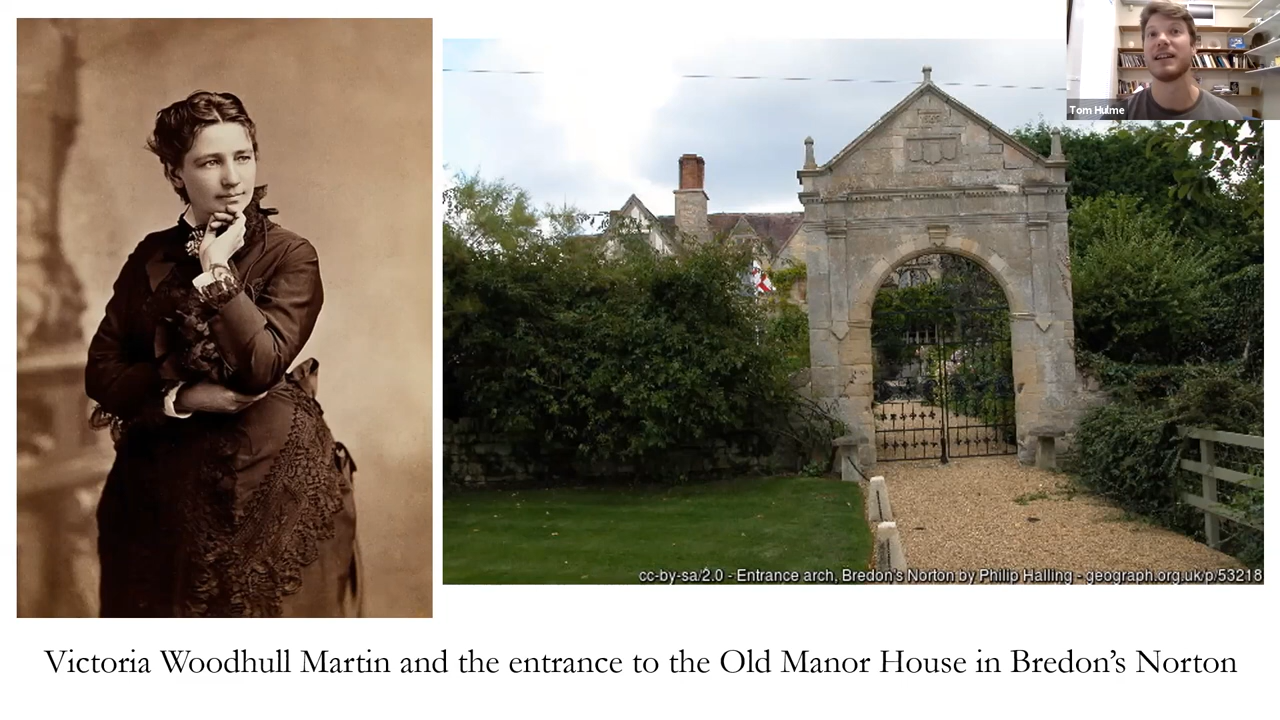 Tom Hulme
cc-by-sa/2.0 - Entrance arch, Bredon's Norton by Philip Halling - geograph.org.uk/p/53218
Victoria Woodhull Martin and the entrance to the Old Manor House in Bredon’s Norton